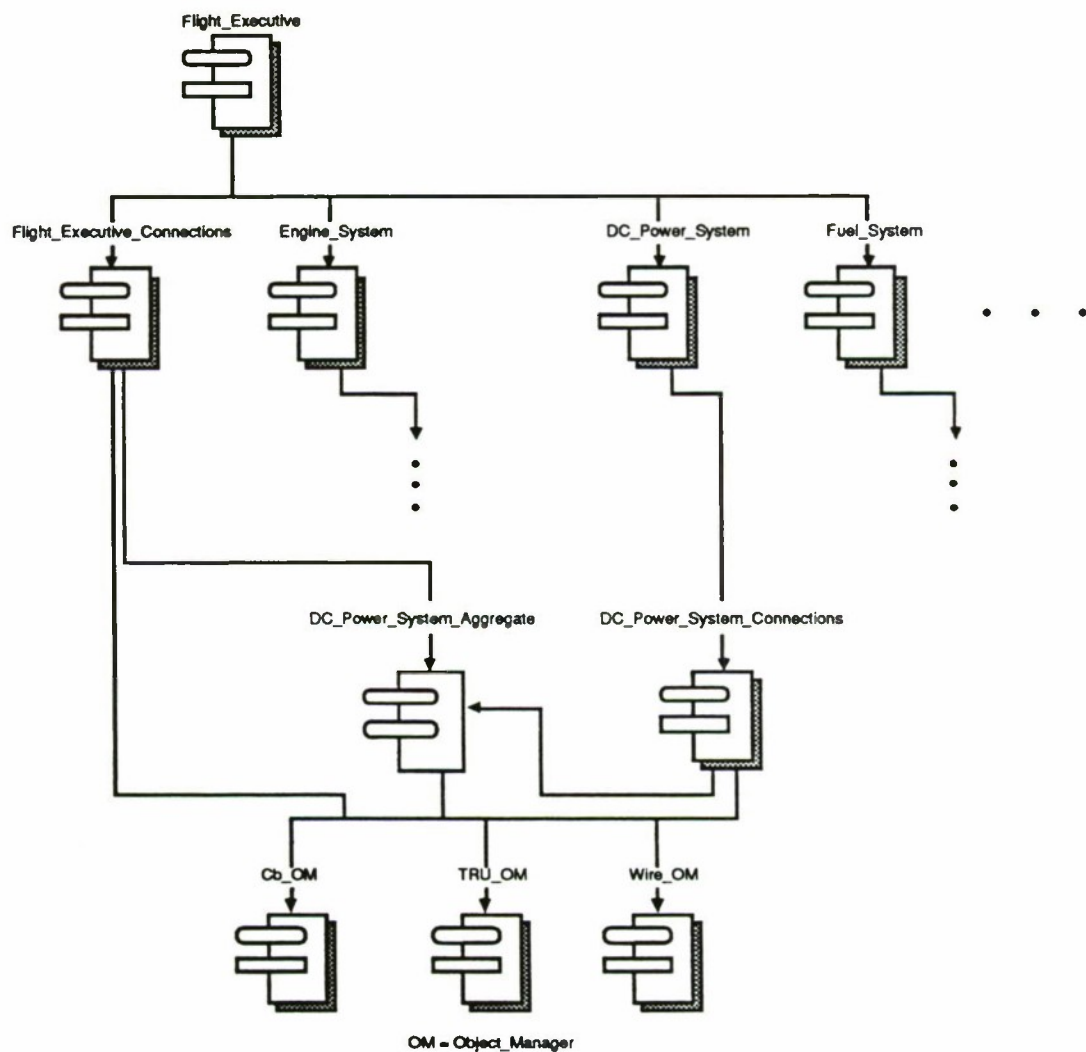 Flight_Executive
Flight_Executive_Connections
Engine_System
DC_Power_System
Fuel_System
DC_Power_System_Aggregate
DC_Power_System_Connections
Cb_OM
TRU_OM
Wire_OM
OM = Object_Manager